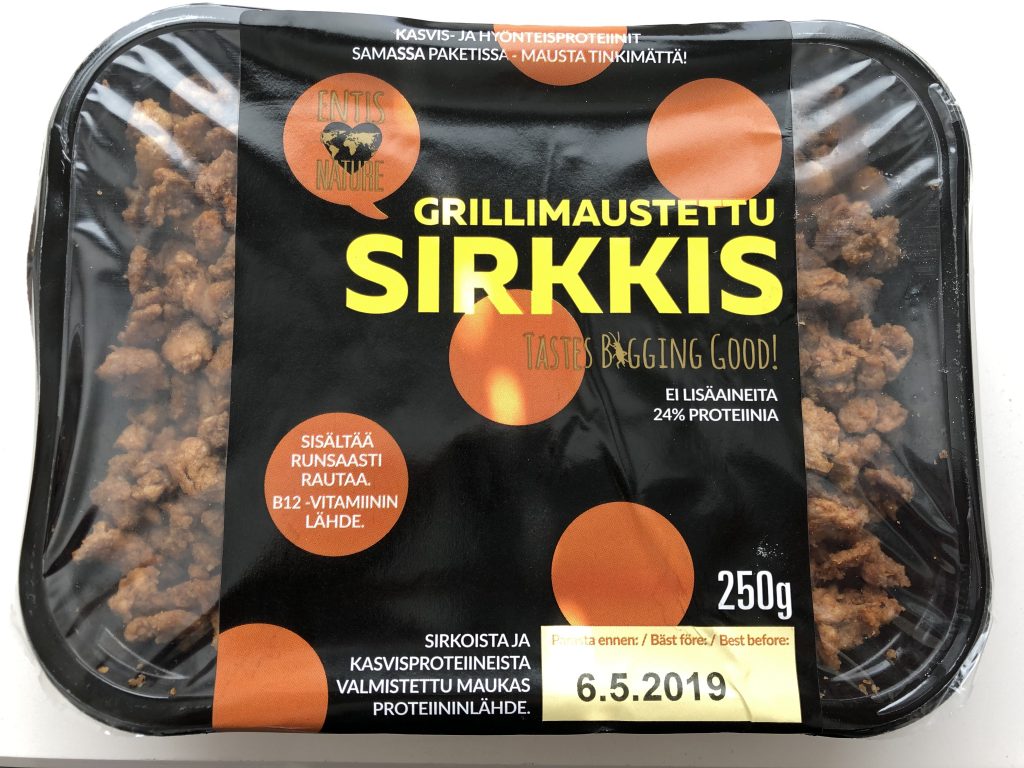 KASVIS- JA HYÖNTEISPROTEIINIT
SAMASSA PAKETISSA - MAUSTA TINKIMÄTTÄ!
ENTIS
NATURE
GRILLIMAUSTETTU
SIRKKIS
TASTES BUGGING GOOD!
EI LISÄAINEITA
24% PROTEIINIA
SISÄLTÄÄ
RUNSAASTI
RAUTAA.
B12 -VITAMIININ
LÄHDE.
250g
SIRKOISTA JA
KASVISPROTEIINEISTA
VALMISTETTU MAUKAS
PROTEIININLÄHDE.
Parasta ennen: / Bäst före: / Best before:
6.5.2019